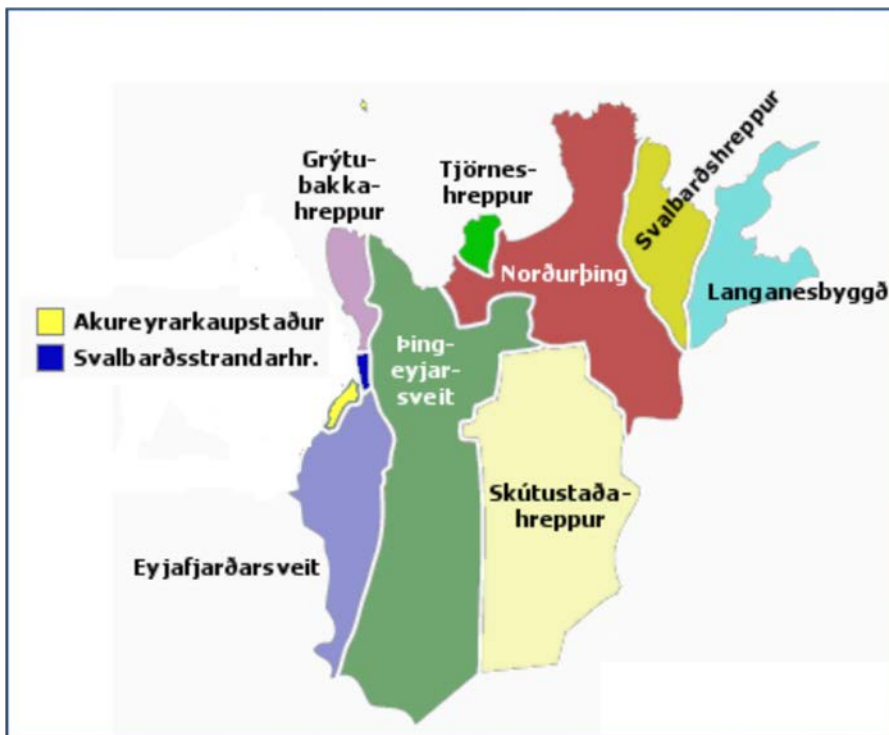 Grýtu-
bakka-
hreppur
Tjörnes-
hreppur
Svalbarðshreppur
Norðurþing
Langanesbyggð
Akureyrarkaupstaður
Svalbarðsstrandarhr.
Þing-
eyjar-
sveit
Skútustaða-
hreppur
Eyjafjarðarsveit